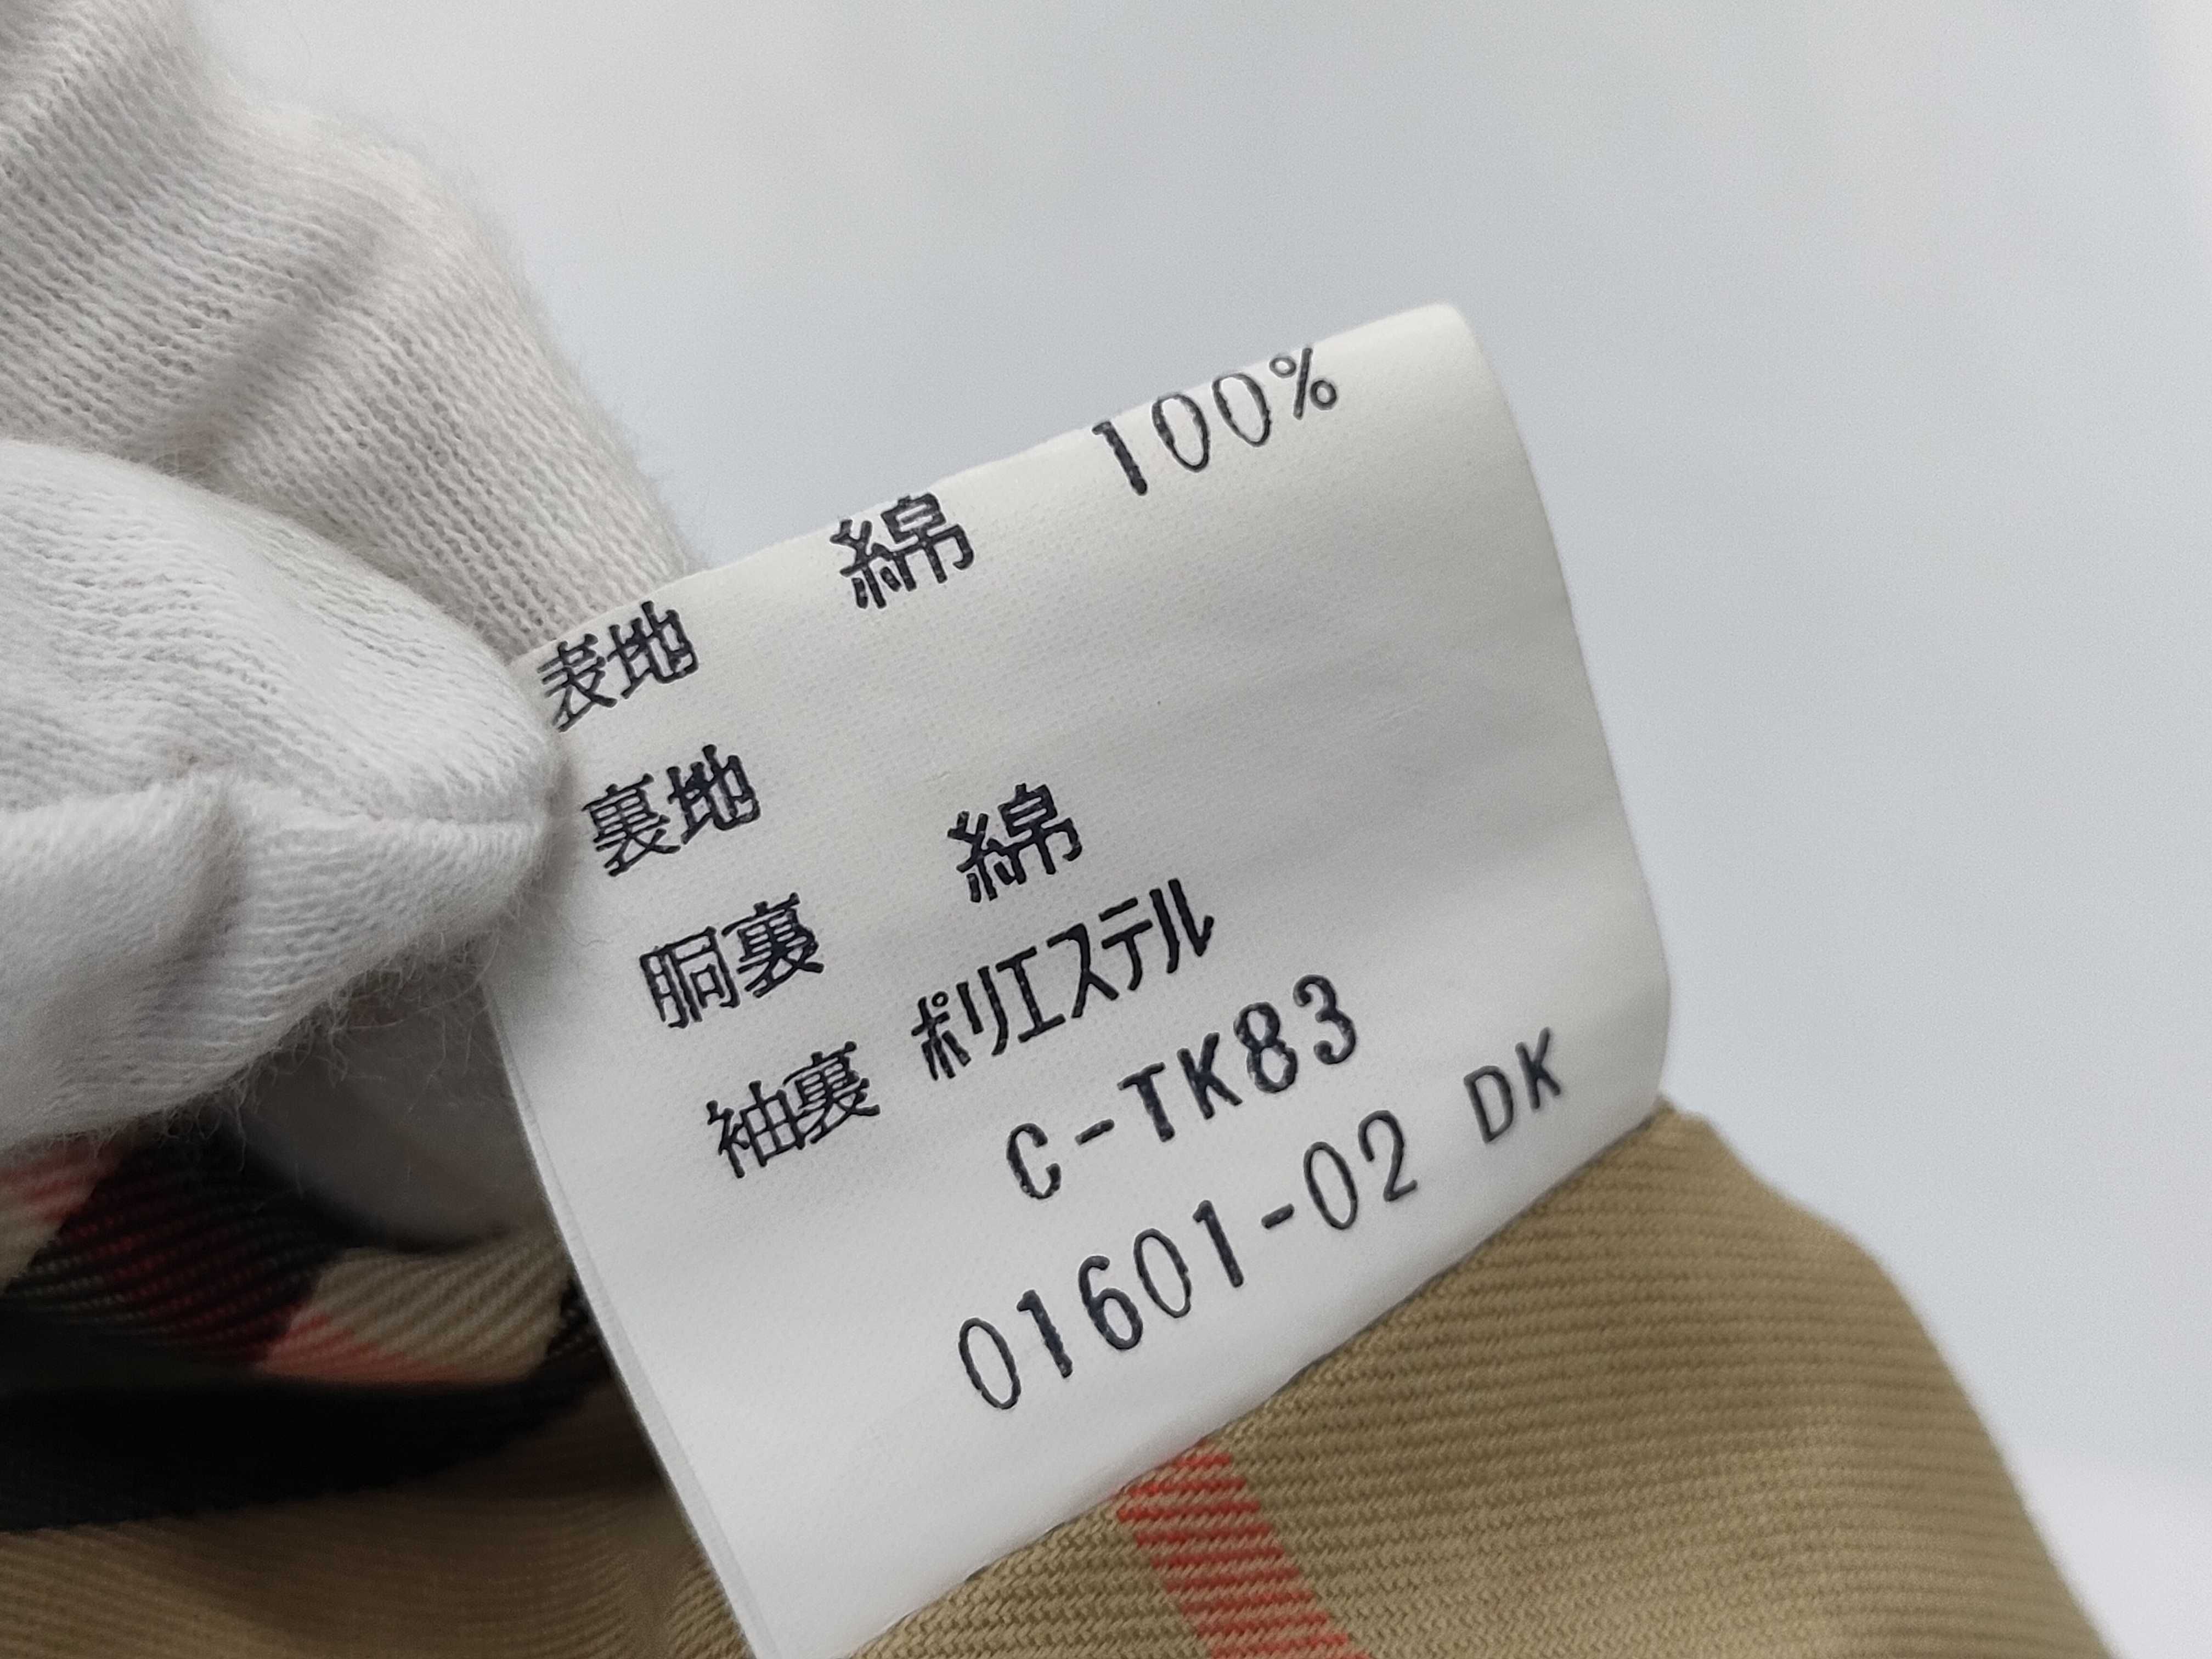 表地 綿 100%
裏地
胴裏 綿
袖裏 ポリエステル
C-TK83
01601-02 DK